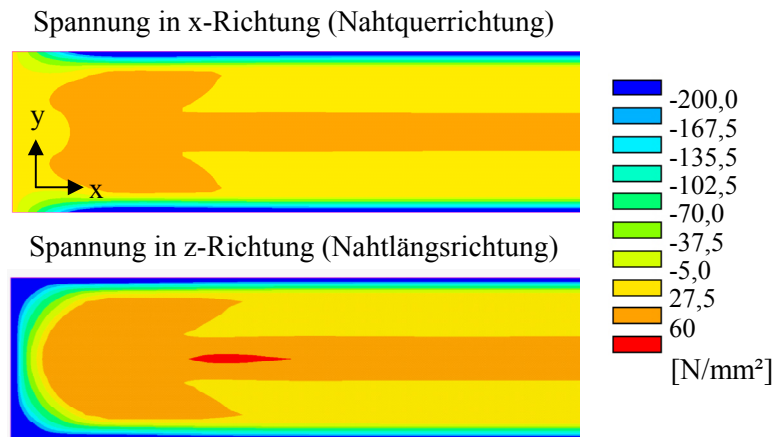 Spannung in x-Richtung (Nahtquerrichtung)
y
x
Spannung in z-Richtung (Nahtlängsrichtung)
-200,0
-167,5
-135,5
-102,5
-70,0
-37,5
-5,0
27,5
60
[N/mm²]